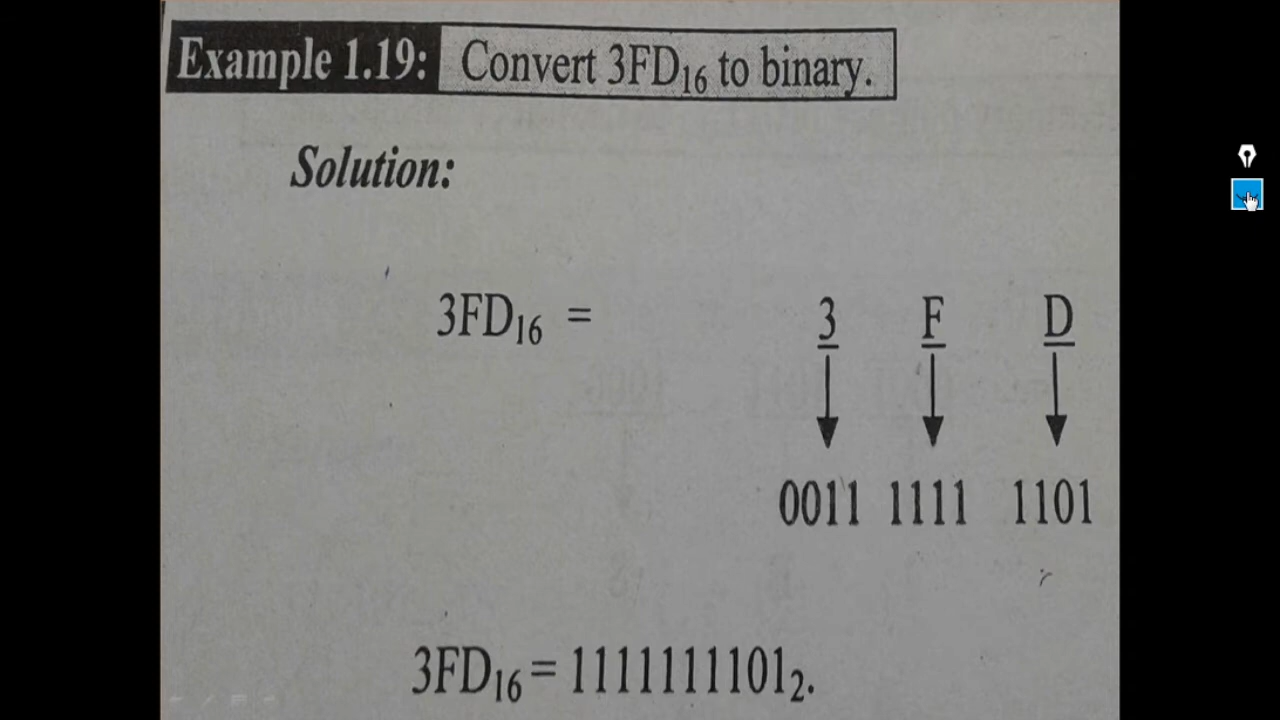 Example 1.19: Convert 3FD₁₆ to binary.
Solution:
3FD₁₆ = 3 F D
0011 1111 1101
3FD₁₆ = 1111111101₂.